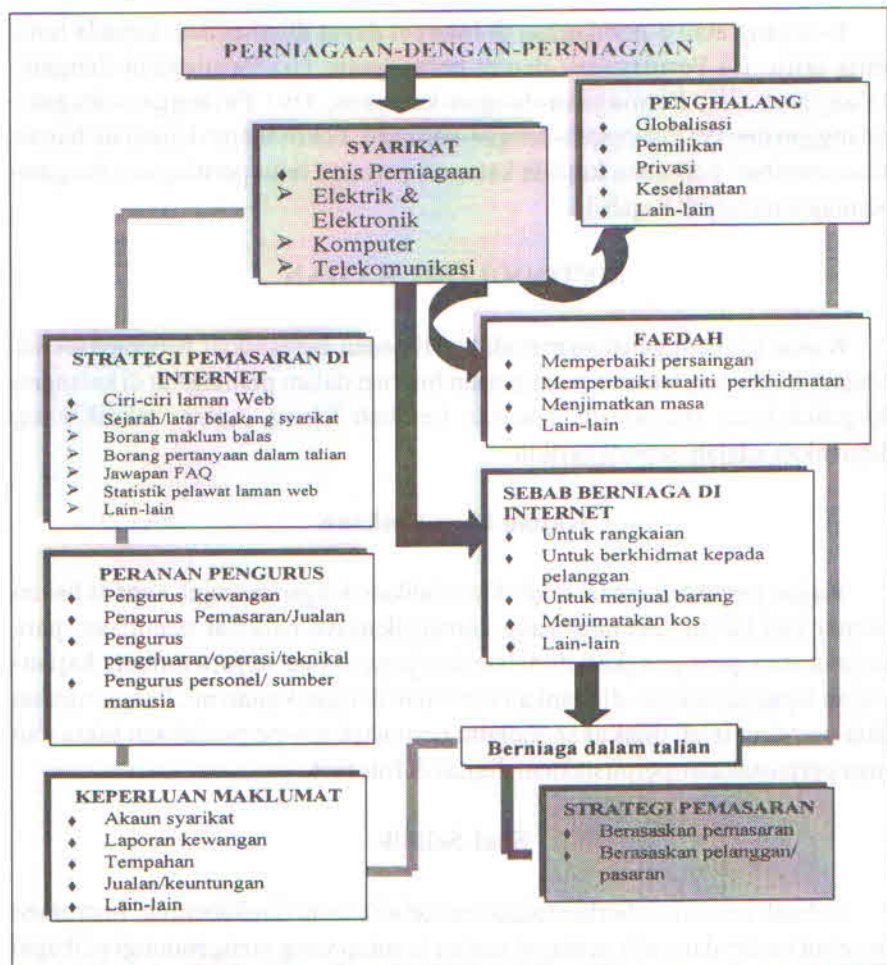 PERNIAGAAN-DENGAN-PERNIAGAAN
PENGHALANG
♦ Globalisasi
♦ Pemilikan
♦ Privasi
♦ Keselamatan
♦ Lain-lain
SYARIKAT
♦ Jenis Perniagaan
➢ Elektrik &
Elektronik
➢ Komputer
➢ Telekomunikasi
STRATEGI PEMASARAN DI
INTERNET
♦ Ciri-ciri laman Web
➢ Sejarah/latar belakang syarikat
➢ Borang maklum balas
➢ Borang pertanyaan dalam talian
➢ Jawapan FAQ
➢ Statistik pelawat laman web
➢ Lain-lain
FAEDAH
♦ Memperbaiki persaingan
♦ Memperbaiki kualiti perkhidmatan
♦ Menjimatkan masa
♦ Lain-lain
SEBAB BERNIAGA DI
INTERNET
♦ Untuk rangkaian
♦ Untuk berkhidmat kepada
pelanggan
♦ Untuk menjual barang
♦ Menjimatakan kos
♦ Lain-lain
PERANAN PENGURUS
♦ Pengurus kewangan
♦ Pengurus Pemasaran/Jualan
♦ Pengurus
pengeluaran/operasi/teknikal
♦ Pengurus personel/ sumber
manusia
Berniaga dalam talian
KEPERLUAN MAKLUMAT
♦ Akaun syarikat
♦ Laporan kewangan
♦ Tempahan
♦ Jualan/keuntungan
♦ Lain-lain
STRATEGI PEMASARAN
♦ Berasaskan pemasaran
♦ Berasaskan pelanggan/
pasaran